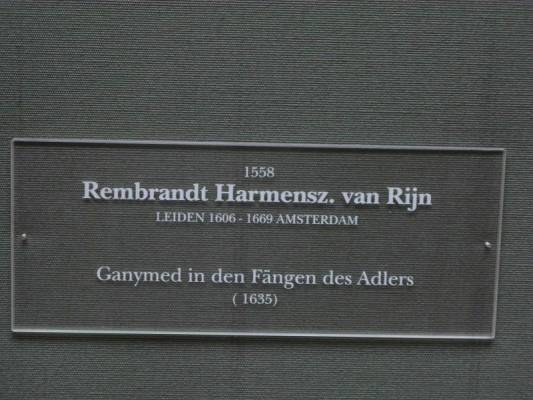 1558
Rembrandt Harmensz. van Rijn
LEIDEN 1606 - 1669 AMSTERDAM
Ganymed in den Fängen des Adlers
( 1635)